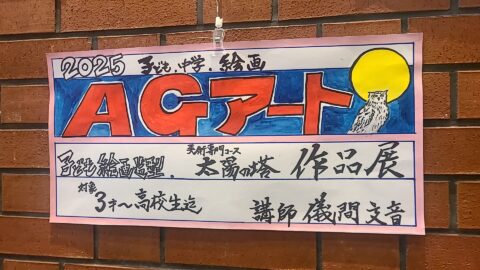 2025 子ども.中学.絵画
AGアート
美術専門コース
子ども絵画造型. 太陽の塔 作品展
対象
3才〜高校生迄 講師 儀間文音